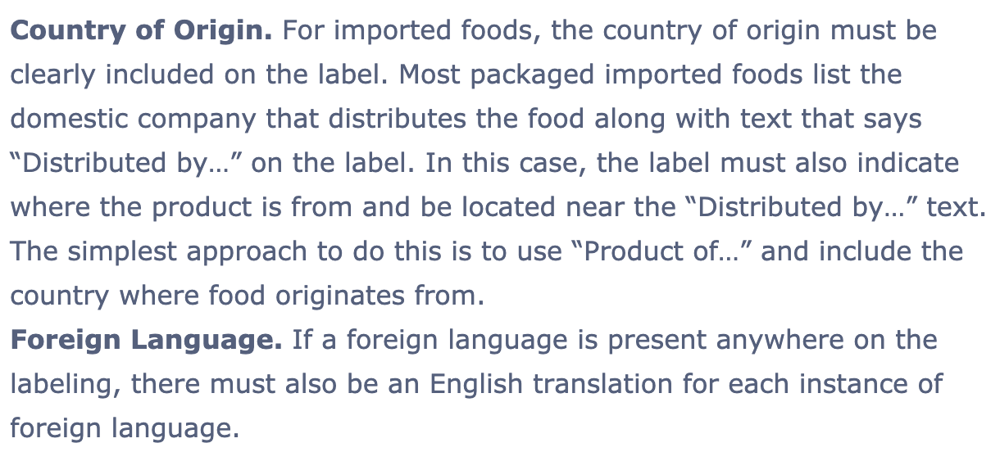 Country of Origin. For imported foods, the country of origin must be
clearly included on the label. Most packaged imported foods list the
domestic company that distributes the food along with text that says
“Distributed by…” on the label. In this case, the label must also indicate
where the product is from and be located near the “Distributed by…” text.
The simplest approach to do this is to use “Product of…” and include the
country where food originates from.
Foreign Language. If a foreign language is present anywhere on the
labeling, there must also be an English translation for each instance of
foreign language.